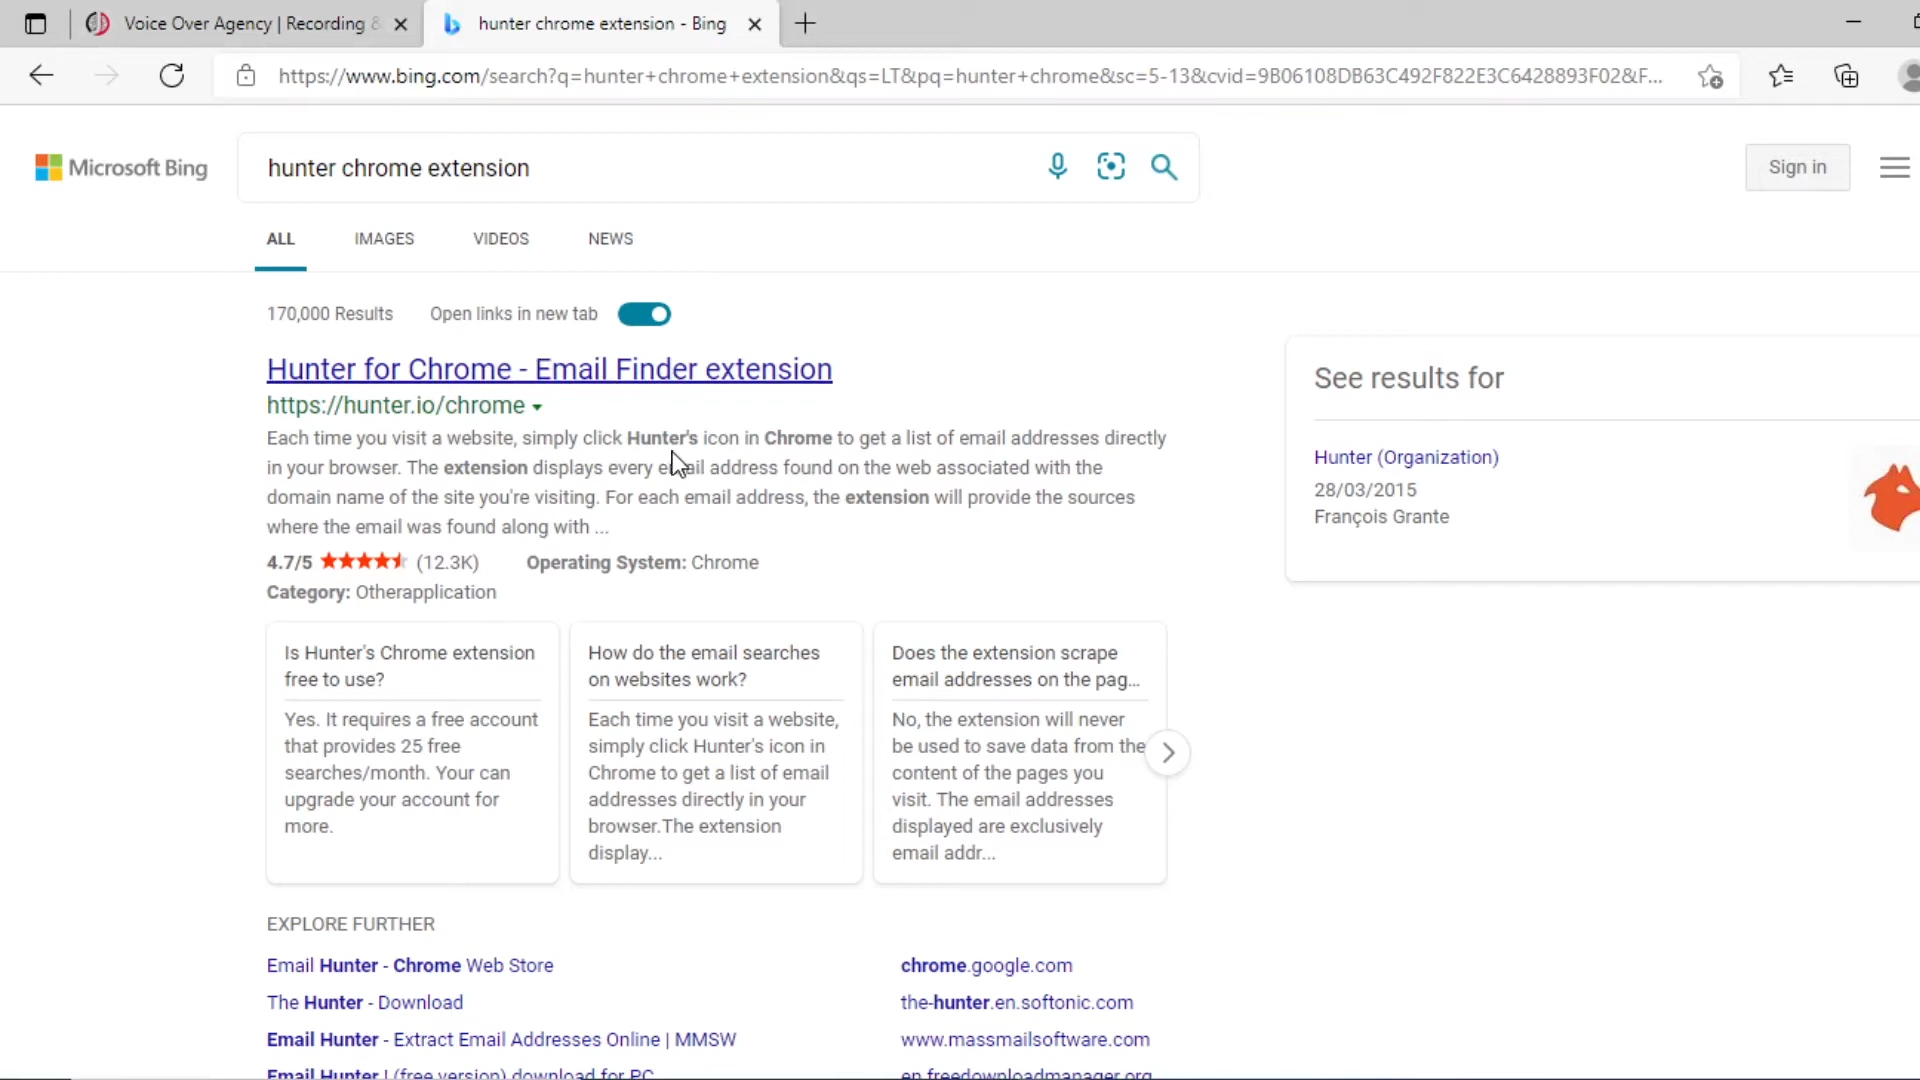 Voice Over Agency | Recording &
hunter chrome extension - Bing
https://www.bing.com/search?q=hunter+chrome+extension&qs=LT&pq=hunter+chrome&sc=5-13&cvid=9B06108DB63C492F822E3C6428893F02&F...
Microsoft Bing
hunter chrome extension
Sign in
ALL
IMAGES
VIDEOS
NEWS
170,000 Results
Open links in new tab
Hunter for Chrome - Email Finder extension
https://hunter.io/chrome
Each time you visit a website, simply click Hunter's icon in Chrome to get a list of email addresses directly
in your browser. The extension displays every email address found on the web associated with the
domain name of the site you're visiting. For each email address, the extension will provide the sources
where the email was found along with ...
4.7/5 (12.3K)
Operating System: Chrome
Category: Otherapplication
Is Hunter's Chrome extension
free to use?
Yes. It requires a free account
that provides 25 free
searches/month. Your can
upgrade your account for
more.
How do the email searches
on websites work?
Each time you visit a website,
simply click Hunter's icon in
Chrome to get a list of email
addresses directly in your
browser.The extension
display...
Does the extension scrape
email addresses on the pag...
No, the extension will never
be used to save data from the
content of the pages you
visit. The email addresses
displayed are exclusively
email addr...
See results for
Hunter (Organization)
28/03/2015
François Grante
EXPLORE FURTHER
Email Hunter - Chrome Web Store
chrome.google.com
The Hunter - Download
the-hunter.en.softonic.com
Email Hunter - Extract Email Addresses Online | MMSW
www.massmailsoftware.com
Email Hunter | (free version) download for PC
en.freedownloadmanager.org